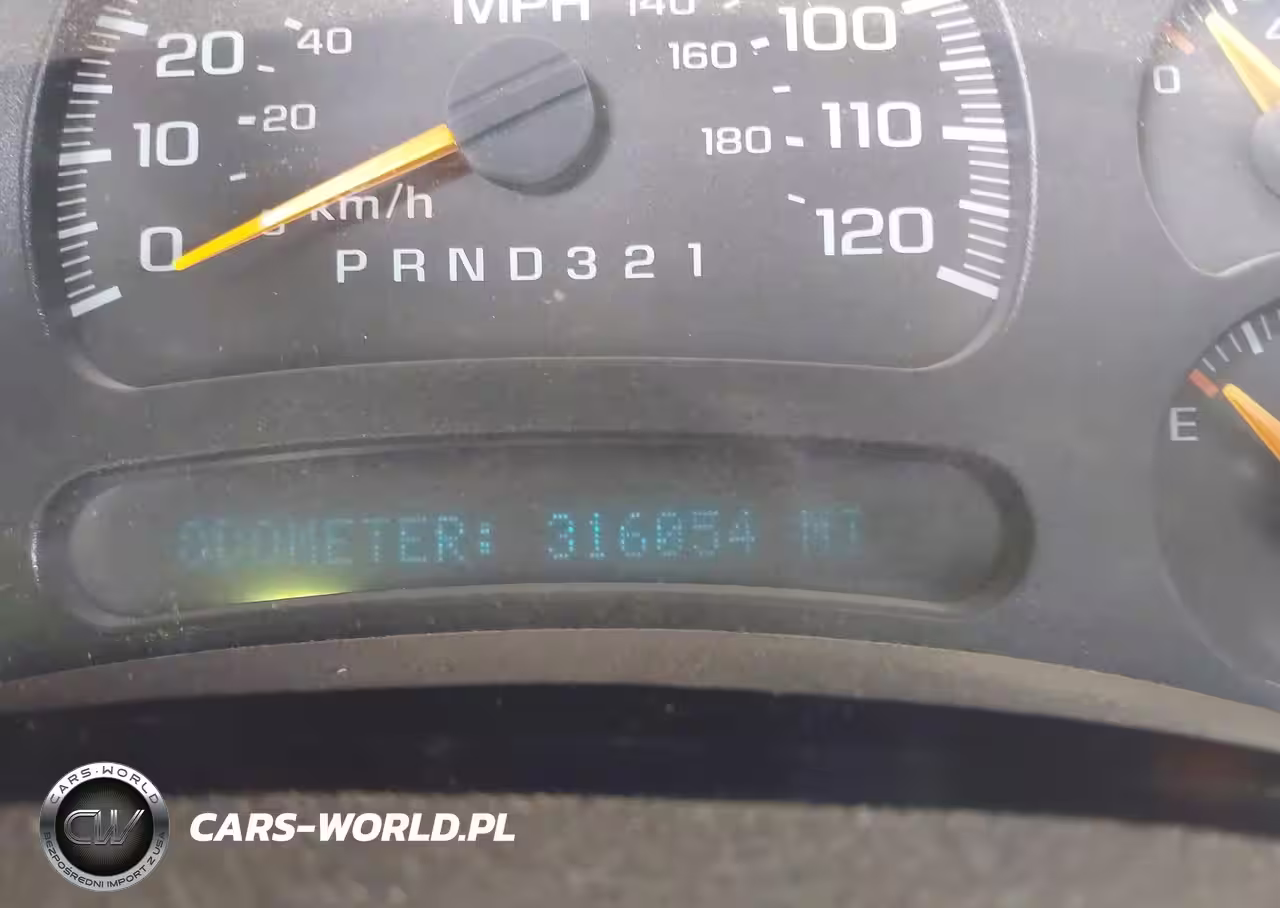 MPH
140
20
40
160
100
0
10
20
180
110
km/h
0
120
PRND321
E
ODOMETER: 316054 MI
CARS-WORLD
CW
BEZPOŚREDNI IMPORT Z USA
CARS-WORLD.PL